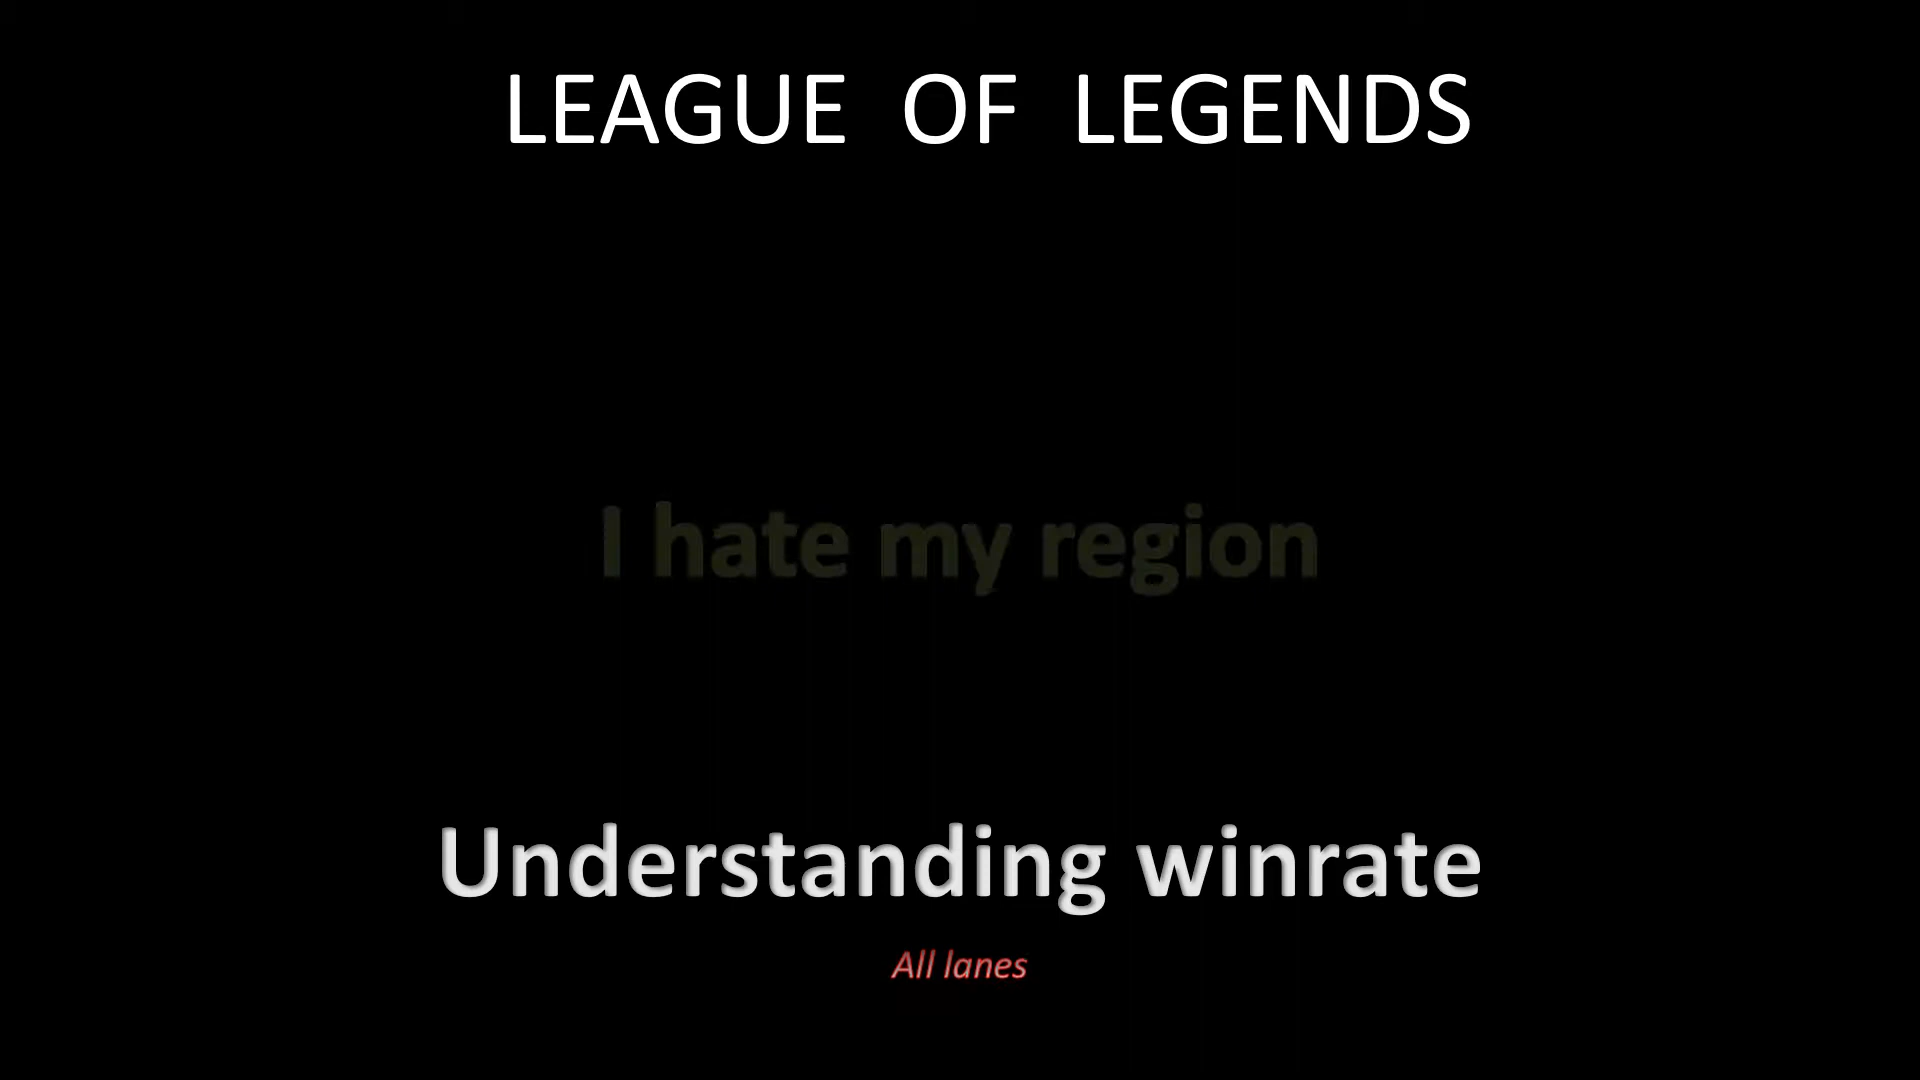 LEAGUE OF LEGENDS
I hate my region
Understanding winrate
All lanes